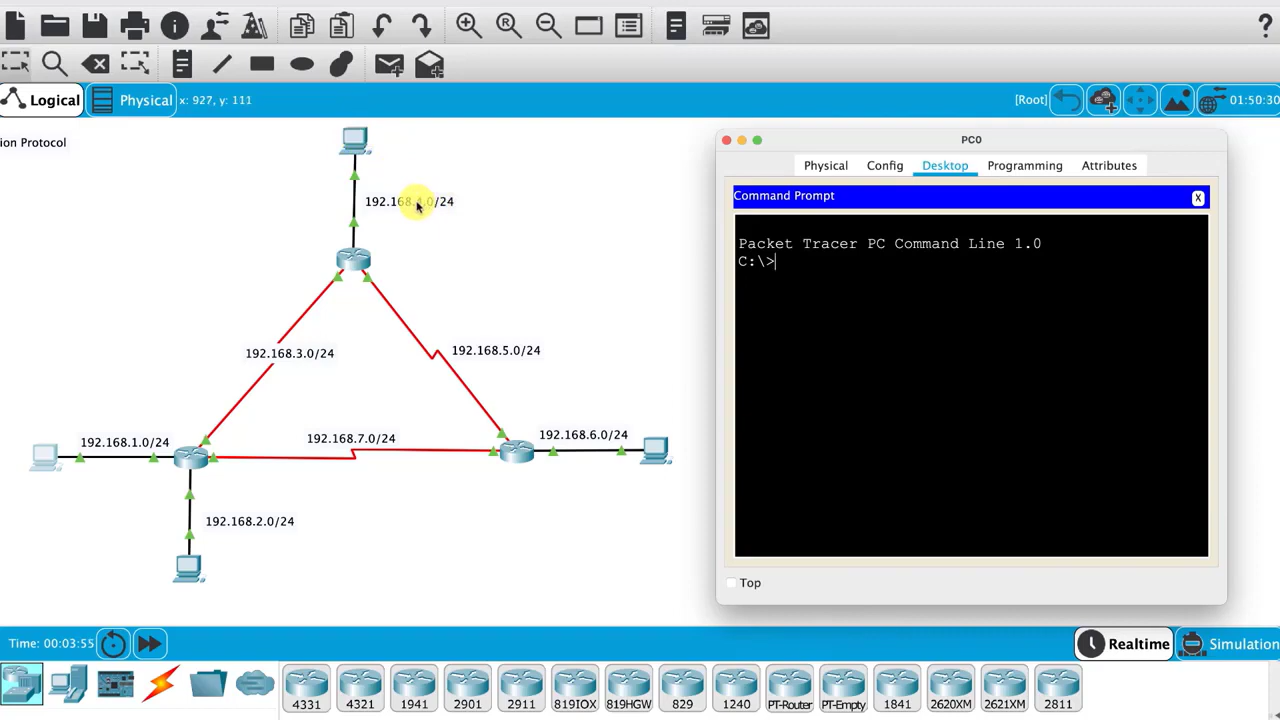 Logical
Physical
x: 927, y: 111
[Root]
01:50:30
ion Protocol
192.168.4.0/24
192.168.3.0/24
192.168.5.0/24
192.168.1.0/24
192.168.7.0/24
192.168.6.0/24
192.168.2.0/24
PC0
Physical Config Desktop Programming Attributes
Command Prompt
X
Packet Tracer PC Command Line 1.0
C:\>
Top
Time: 00:03:55
Realtime
Simulation
4331 4321 1941 2901 2911 819IOX 819HGW 829 1240 PT-Router PT-Empty 1841 2620XM 2621XM 2811